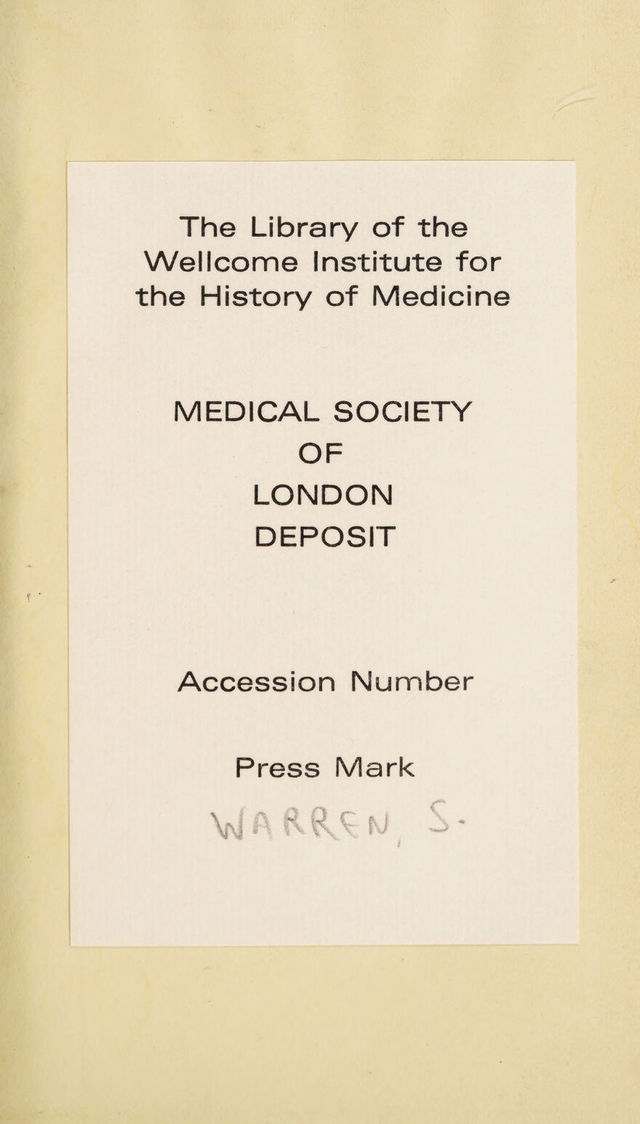 The Library of the
Wellcome Institute for
the History of Medicine
MEDICAL SOCIETY
OF
LONDON
DEPOSIT
Accession Number
Press Mark
WARREN, S.